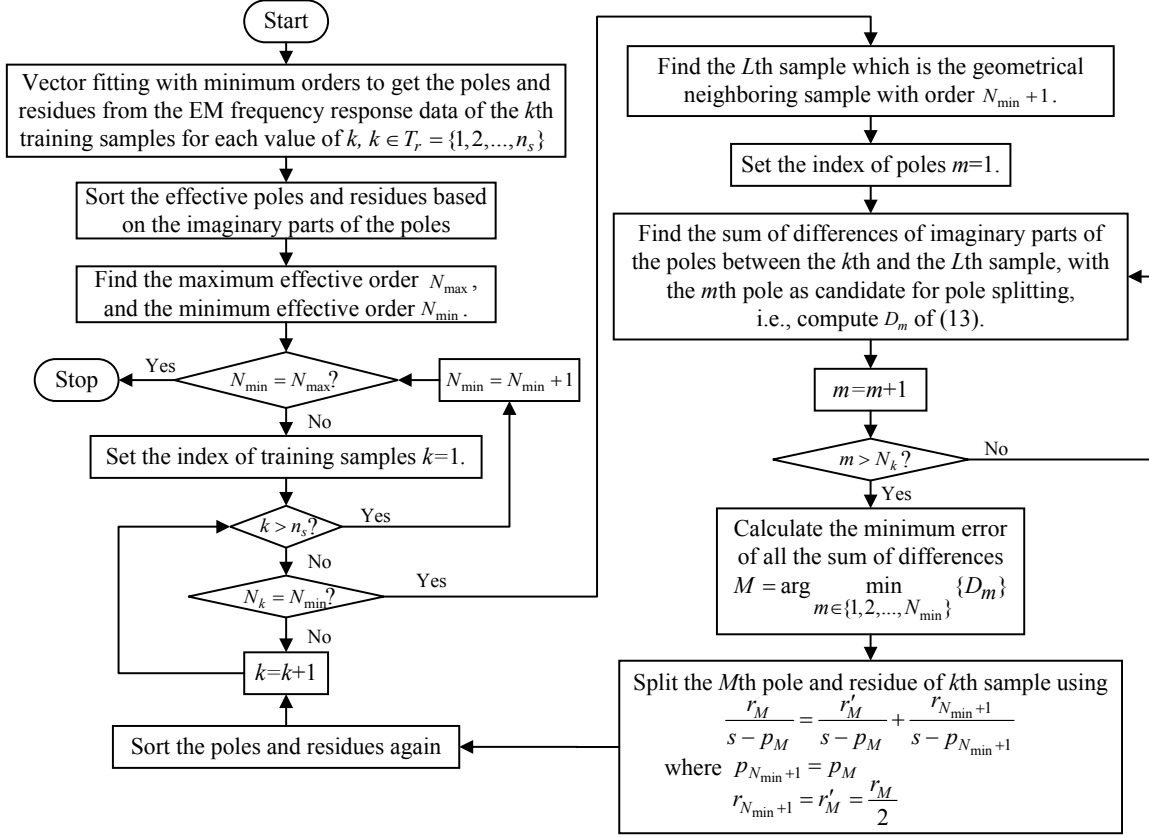 Start
Vector fitting with minimum orders to get the poles and
residues from the EM frequency response data of the kth
training samples for each value of k, k ∈ T_r = {1,2,...,n_s}
Sort the effective poles and residues based
on the imaginary parts of the poles
Find the maximum effective order N_max ,
and the minimum effective order N_min .
N_min = N_max?
Yes
Stop
No
N_min = N_min +1
Set the index of training samples k=1.
k > n_s?
Yes
No
N_k = N_min?
Yes
No
k=k+1
Sort the poles and residues again
Find the Lth sample which is the geometrical
neighboring sample with order N_min +1.
Set the index of poles m=1.
Find the sum of differences of imaginary parts of
the poles between the kth and the Lth sample, with
the mth pole as candidate for pole splitting,
i.e., compute D_m of (13).
m=m+1
m > N_k ?
No
Yes
Calculate the minimum error
of all the sum of differences
M = arg min_{m∈{1,2,...,N_min}} {D_m}
Split the Mth pole and residue of kth sample using
r_M / (s − p_M) = r′_M / (s − p_M) + r_{N_min+1} / (s − p_{N_min+1})
where p_{N_min+1} = p_M
r_{N_min+1} = r′_M = r_M / 2